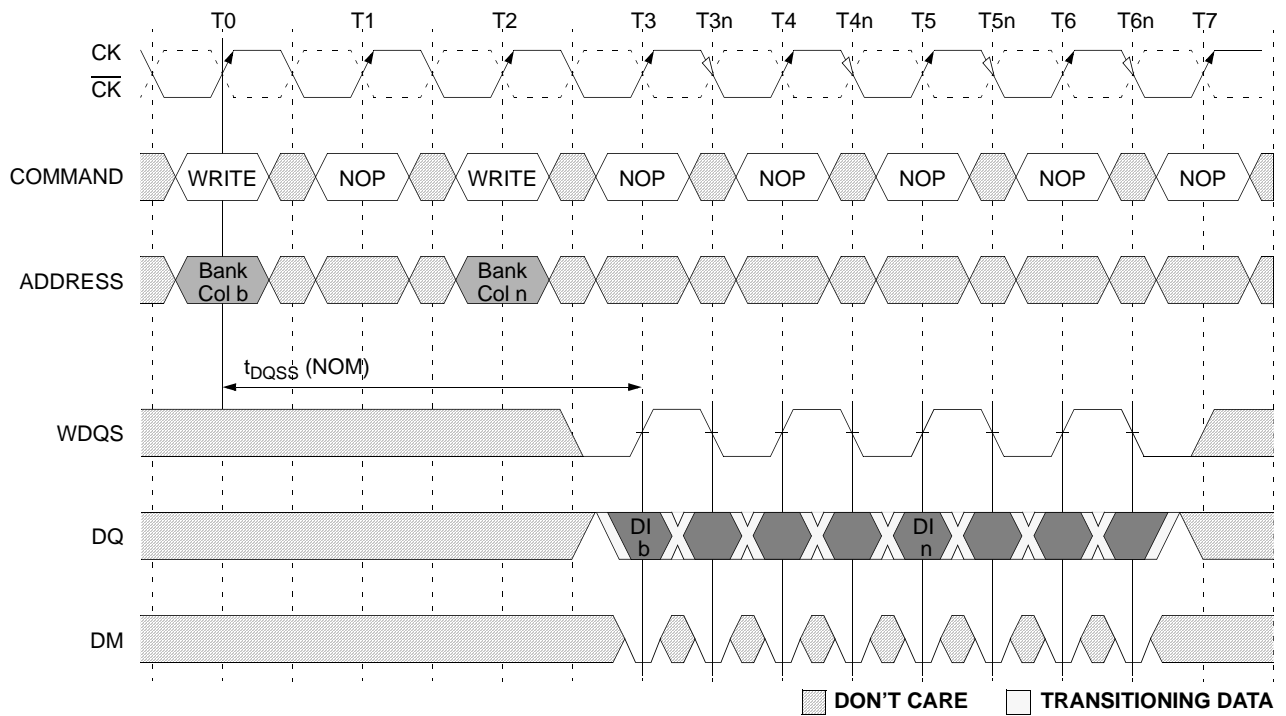 T0 T1 T2 T3 T3n T4 T4n T5 T5n T6 T6n T7
CK
CK
COMMAND WRITE NOP WRITE NOP NOP NOP NOP NOP
ADDRESS Bank Col b Bank Col n
tDQSS (NOM)
WDQS
DQ DI b DI n
DM
DON'T CARE TRANSITIONING DATA